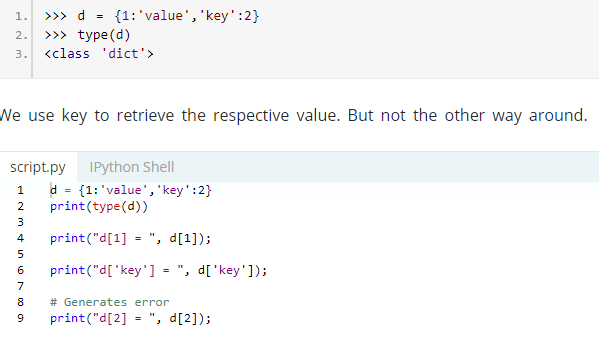 1. >>> d = {1:'value','key':2}
2. >>> type(d)
3. <class 'dict'>
We use key to retrieve the respective value. But not the other way around.
script.py IPython Shell
1 d = {1:'value','key':2}
2 print(type(d))
3
4 print("d[1] = ", d[1]);
5
6 print("d['key'] = ", d['key']);
7
8 # Generates error
9 print("d[2] = ", d[2]);